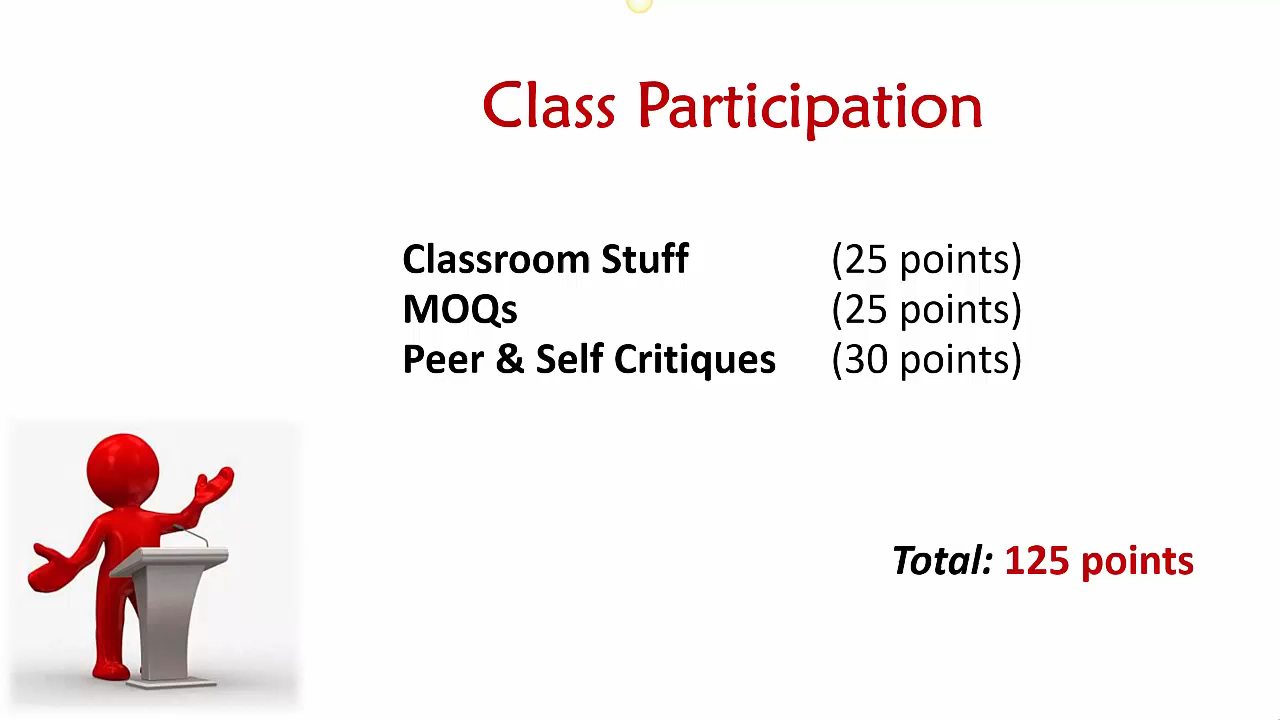 Class Participation
Classroom Stuff (25 points)
MOQs (25 points)
Peer & Self Critiques (30 points)
Total: 125 points